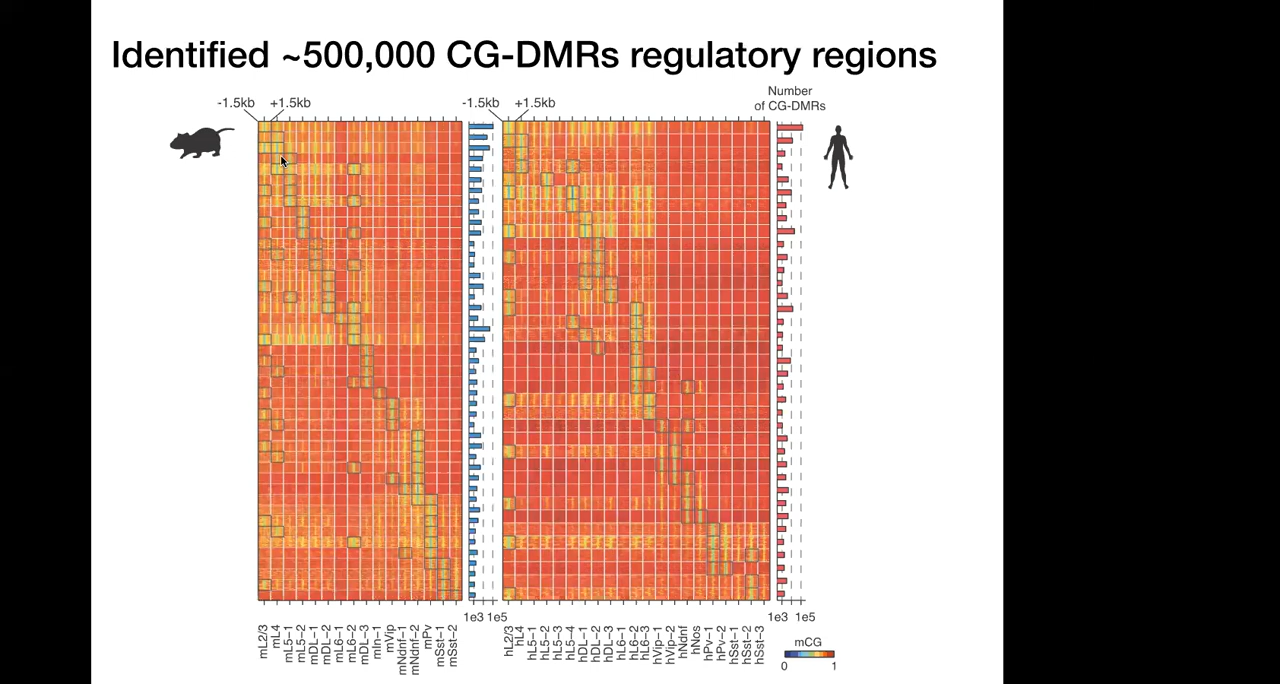 Identified ~500,000 CG-DMRs regulatory regions
Number
of CG-DMRs
-1.5kb +1.5kb -1.5kb +1.5kb
1e3 1e5 1e3 1e5
mL2/3
mL4
mL5-1
mL5-2
mDL-1
mDL-2
mL6-1
mL6-2
mDL-3
mIn-1
mVip
mNdnf-1
mNdnf-2
mPv
mSst-1
mSst-2
hL2/3
hL4
hL5-1
hL5-2
hL5-3
hL5-4
hDL-1
hDL-2
hDL-3
hL6-1
hL6-2
hL6-3
hVip-1
hVip-2
hNdnf
hNos
hPv-1
hPv-2
hSst-1
hSst-2
hSst-3
mCG
0 1